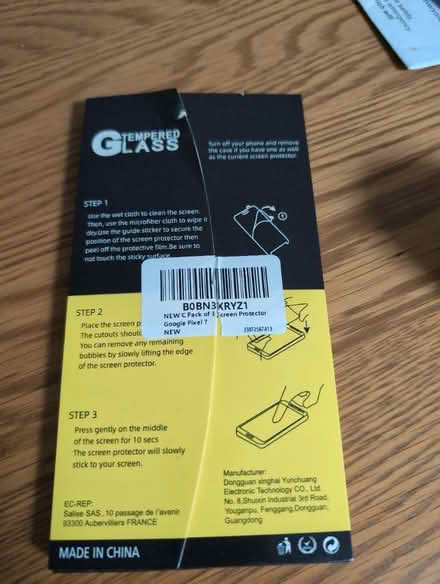 TEMPERED
GLASS
Turn off your phone and remove
the case if you have one as well
as the current screen protector.
STEP 1
Use the wet cloth to clean the screen.
Then, use the microfiber cloth to wipe it
dry.Use the guide sticker to secure the
position of the screen protector then
peel off the protective film.Be sure to
not touch the sticky surface
1
B0BN3XRYZ1
NEW C Pack of 3 Screen Protector
Google Pixel 7
NEW
STEP 2
Place the screen p
The cutouts should
You can remove any remaining
bubbles by slowly lifting the edge
of the screen protector.
STEP 3
Press gently on the middle
of the screen for 10 secs
The screen protector will slowly
stick to your screen.
Manufacturer:
Dongguan xinghai Yunchuang
Electronic Technology CO., Ltd.
No. 8,Shuxin Industrial 3rd Road,
Youganpu, Fenggang,Dongguan,
Guangdong
EC-REP:
Salise SAS, 10 passage de l'avenir
93300 Aubervilliers FRANCE
MADE IN CHINA